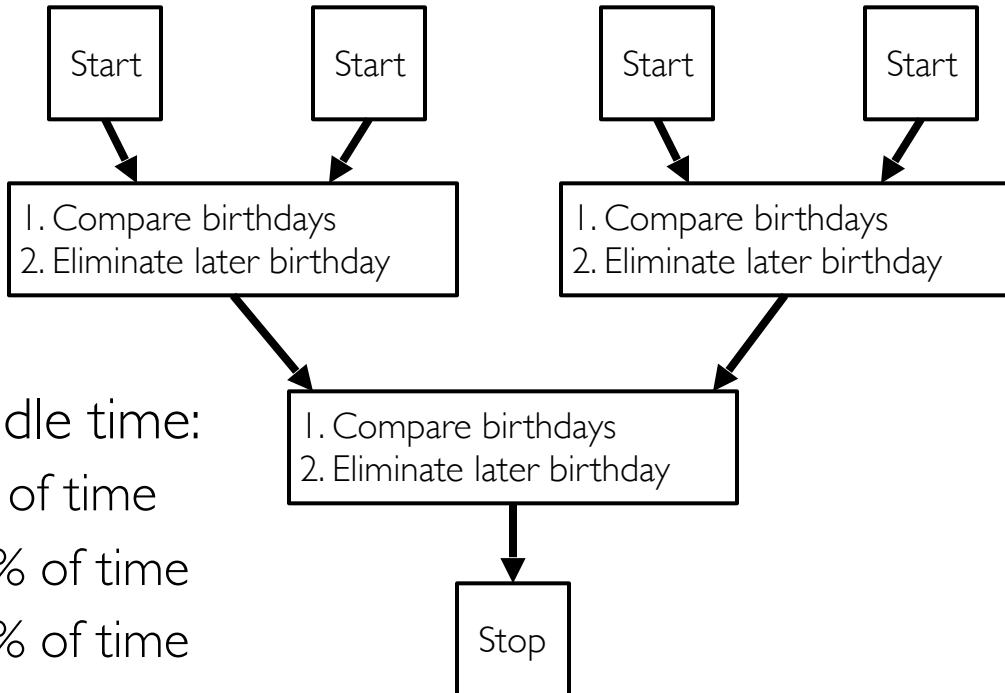 Start
Start
Start
Start
1. Compare birthdays
2. Eliminate later birthday
1. Compare birthdays
2. Eliminate later birthday
dle time:
1. Compare birthdays
2. Eliminate later birthday
of time
% of time
% of time
Stop